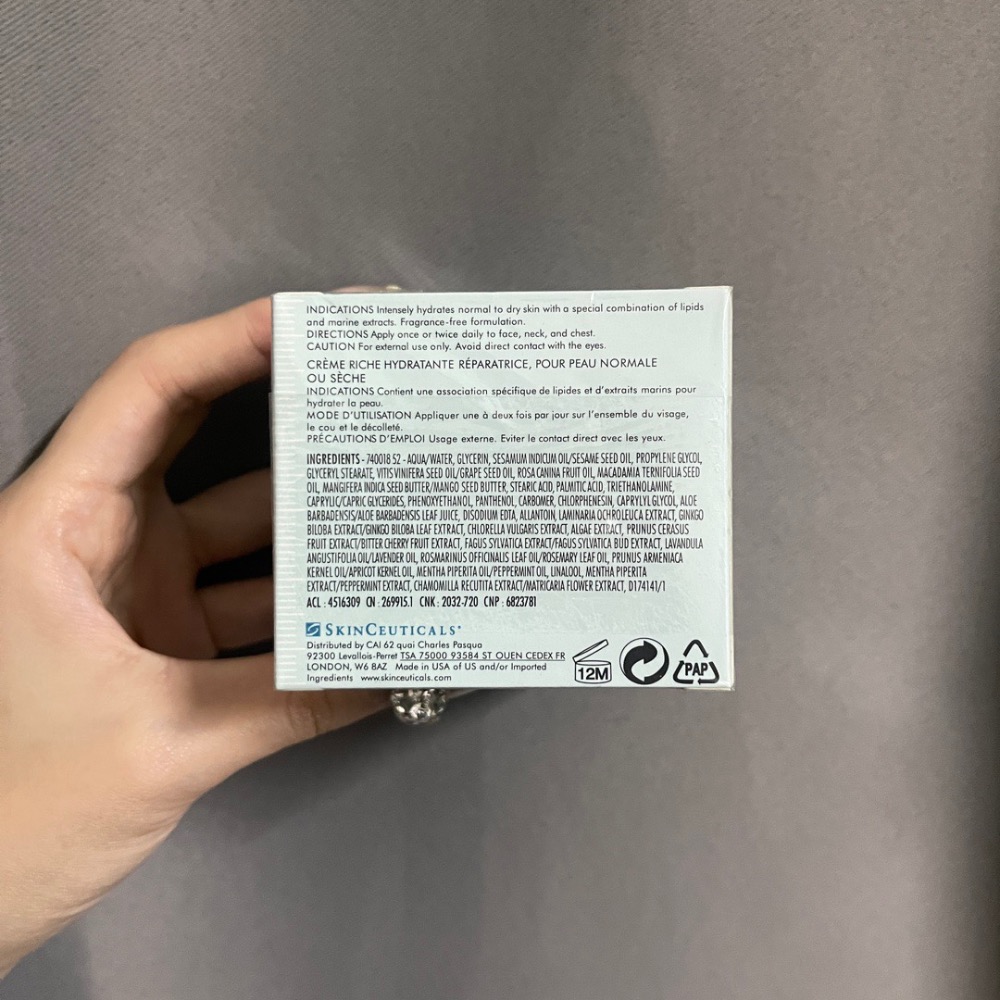 INDICATIONS Intensely hydrates normal to dry skin with a special combination of lipids
and marine extracts. Fragrance-free formulation.
DIRECTIONS Apply once or twice daily to face, neck, and chest.
CAUTION For external use only. Avoid direct contact with the eyes.
CRÈME RICHE HYDRATANTE RÉPARATRICE, POUR PEAU NORMALE
OU SÈCHE
INDICATIONS Contient une association spécifique de lipides et d'extraits marins pour
hydrater la peau.
MODE D'UTILISATION Appliquer une à deux fois par jour sur l'ensemble du visage,
le cou et le décolleté.
PRÉCAUTIONS D'EMPLOI Usage externe. Eviter le contact direct avec les yeux.
INGREDIENTS - 740018 52 - AQUA/WATER, GLYCERIN, SESAMUM INDICUM OIL/SESAME SEED OIL, PROPYLENE GLYCOL,
GLYCERYL STEARATE, VITIS VINIFERA SEED OIL/GRAPE SEED OIL, ROSA CANINA FRUIT OIL, MACADAMIA TERNIFOLIA SEED
OIL, MANGIFERA INDICA SEED BUTTER/MANGO SEED BUTTER, STEARIC ACID, PALMITIC ACID, TRIETHANOLAMINE,
CAPRYLIC/CAPRIC GLYCERIDES, PHENOXYETHANOL, PANTHENOL, CARBOMER, CHLORPHENESIN, CAPRYLYL GLYCOL, ALOE
BARBADENSIS/ALOE BARBADENSIS LEAF JUICE, DISODIUM EDTA, ALLANTOIN, LAMINARIA OCHROLEUCA EXTRACT, GINKGO
BILOBA EXTRACT/GINKGO BILOBA LEAF EXTRACT, CHLORELLA VULGARIS EXTRACT, ALGAE EXTRACT, PRUNUS CERASUS
FRUIT EXTRACT/BITTER CHERRY FRUIT EXTRACT, FAGUS SYLVATICA EXTRACT/FAGUS SYLVATICA BUD EXTRACT, LAVANDULA
ANGUSTIFOLIA OIL/LAVENDER OIL, ROSMARINUS OFFICINALIS LEAF OIL/ROSEMARY LEAF OIL, PRUNUS ARMENIACA
KERNEL OIL/APRICOT KERNEL OIL, MENTHA PIPERITA OIL/PEPPERMINT OIL, LINALOOL, MENTHA PIPERITA
EXTRACT/PEPPERMINT EXTRACT, CHAMOMILLA RECUTITA EXTRACT/MATRICARIA FLOWER EXTRACT, D174141/1
ACL : 4516309 CN : 269915.1 CNK : 2032-720 CNP : 6823781
SKINCEUTICALS
Distributed by CAI 62 quai Charles Pasqua
92300 Levallois-Perret TSA 75000 93584 ST OUEN CEDEX FR
LONDON, W6 8AZ Made in USA of US and/or Imported
Ingredients www.skinceuticals.com
12M
PAP